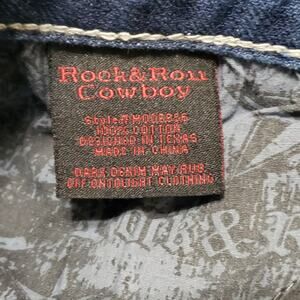 Rock&Roll
Cowboy
100% COTTON
DESIGNED IN TEXAS
MADE IN CHINA
DARK DENIM MAY RUB
OFF ONTO LIGHT CLOTHING
Rock & R